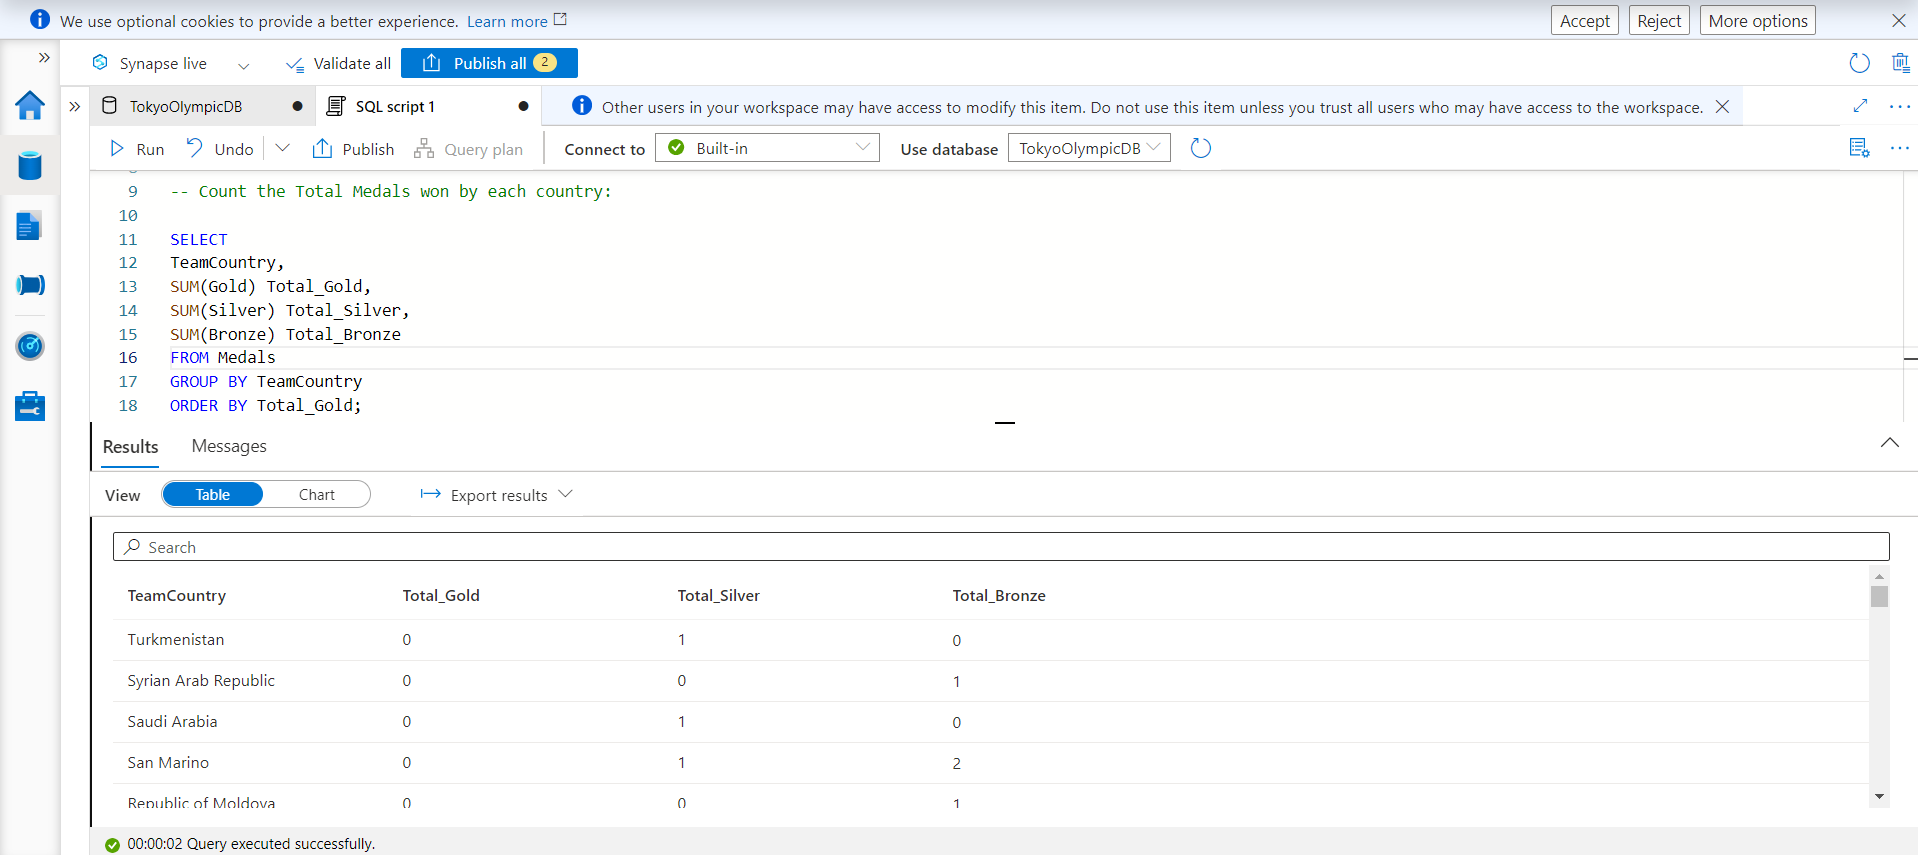 We use optional cookies to provide a better experience. Learn more
Accept
Reject
More options
Synapse live
Validate all
Publish all 2
TokyoOlympicDB
SQL script 1
Other users in your workspace may have access to modify this item. Do not use this item unless you trust all users who may have access to the workspace.
Run
Undo
Publish
Query plan
Connect to
Built-in
Use database
TokyoOlympicDB
9 -- Count the Total Medals won by each country:
10
11 SELECT
12 TeamCountry,
13 SUM(Gold) Total_Gold,
14 SUM(Silver) Total_Silver,
15 SUM(Bronze) Total_Bronze
16 FROM Medals
17 GROUP BY TeamCountry
18 ORDER BY Total_Gold;
Results Messages
View Table Chart Export results
Search
TeamCountry Total_Gold Total_Silver Total_Bronze
Turkmenistan 0 1 0
Syrian Arab Republic 0 0 1
Saudi Arabia 0 1 0
San Marino 0 1 2
Republic of Moldova 0 0 1
00:00:02 Query executed successfully.